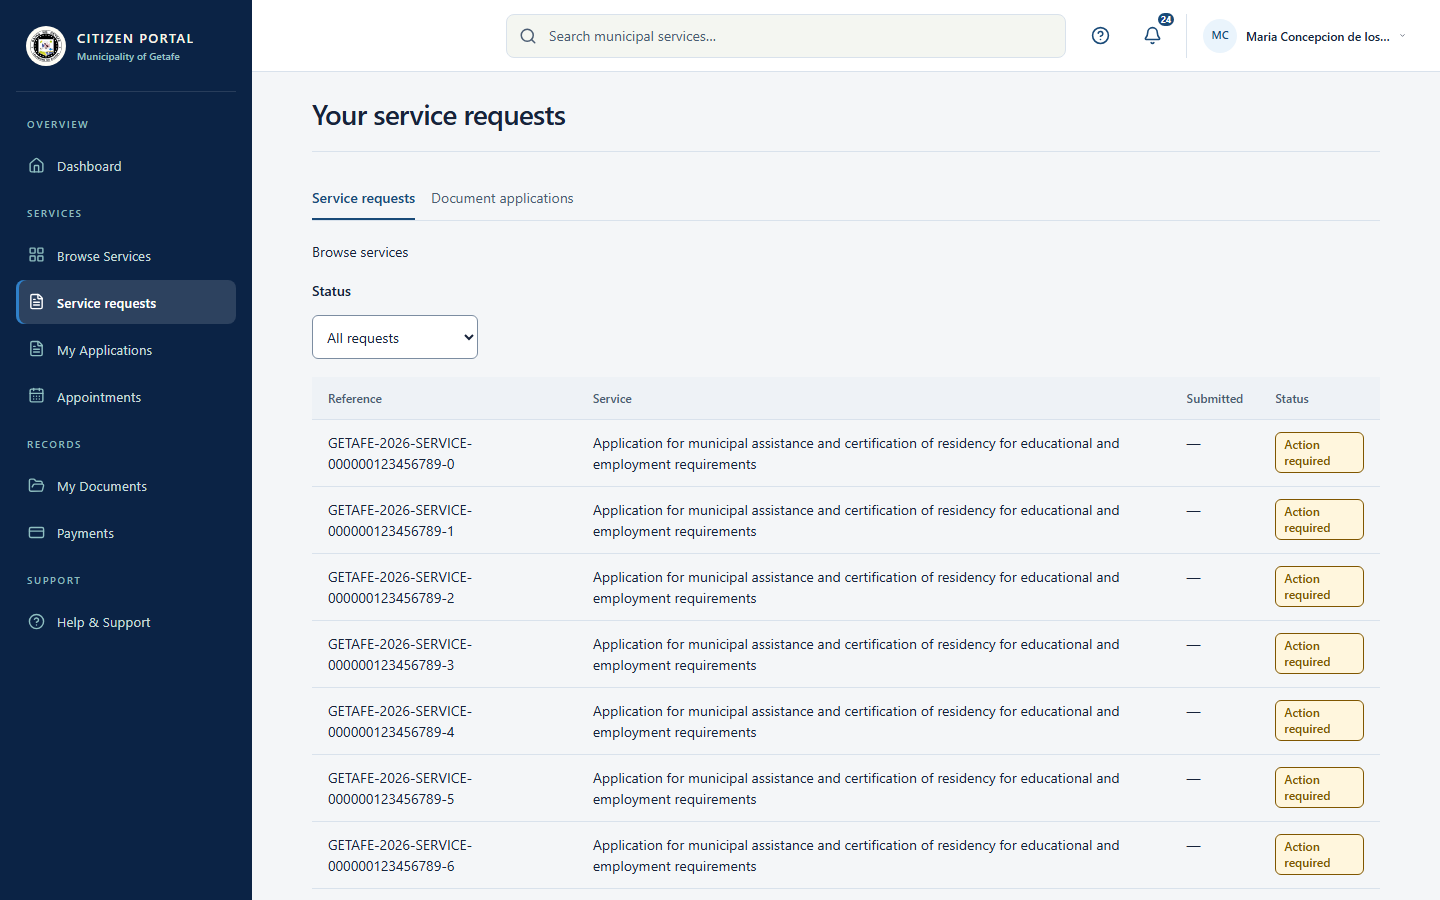 CITIZEN PORTAL
Municipality of Getafe
OVERVIEW
Dashboard
SERVICES
Browse Services
Service requests
My Applications
Appointments
RECORDS
My Documents
Payments
SUPPORT
Help & Support
Search municipal services...
24
MC
Maria Concepcion de los...
Your service requests
Service requests
Document applications
Browse services
Status
All requests
Reference Service Submitted Status
GETAFE-2026-SERVICE-
000000123456789-0
Application for municipal assistance and certification of residency for educational and
employment requirements
—
Action
required
GETAFE-2026-SERVICE-
000000123456789-1
Application for municipal assistance and certification of residency for educational and
employment requirements
—
Action
required
GETAFE-2026-SERVICE-
000000123456789-2
Application for municipal assistance and certification of residency for educational and
employment requirements
—
Action
required
GETAFE-2026-SERVICE-
000000123456789-3
Application for municipal assistance and certification of residency for educational and
employment requirements
—
Action
required
GETAFE-2026-SERVICE-
000000123456789-4
Application for municipal assistance and certification of residency for educational and
employment requirements
—
Action
required
GETAFE-2026-SERVICE-
000000123456789-5
Application for municipal assistance and certification of residency for educational and
employment requirements
—
Action
required
GETAFE-2026-SERVICE-
000000123456789-6
Application for municipal assistance and certification of residency for educational and
employment requirements
—
Action
required